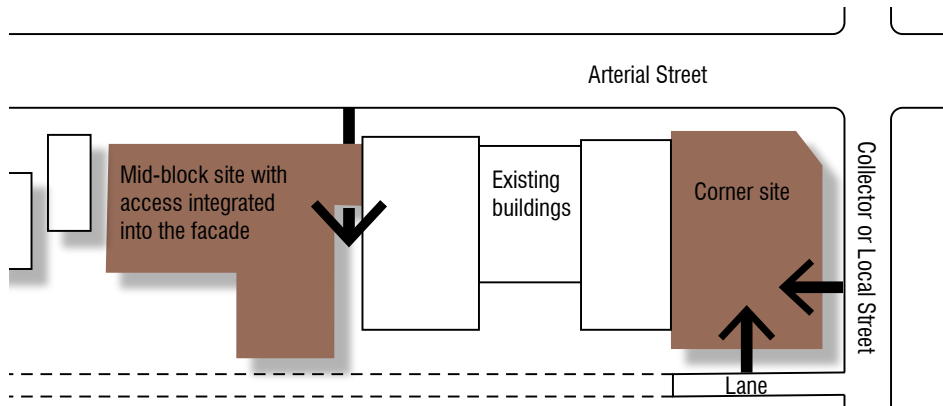 Arterial Street
Mid-block site with
access integrated
into the facade
Existing
buildings
Corner site
Collector or Local Street
Lane